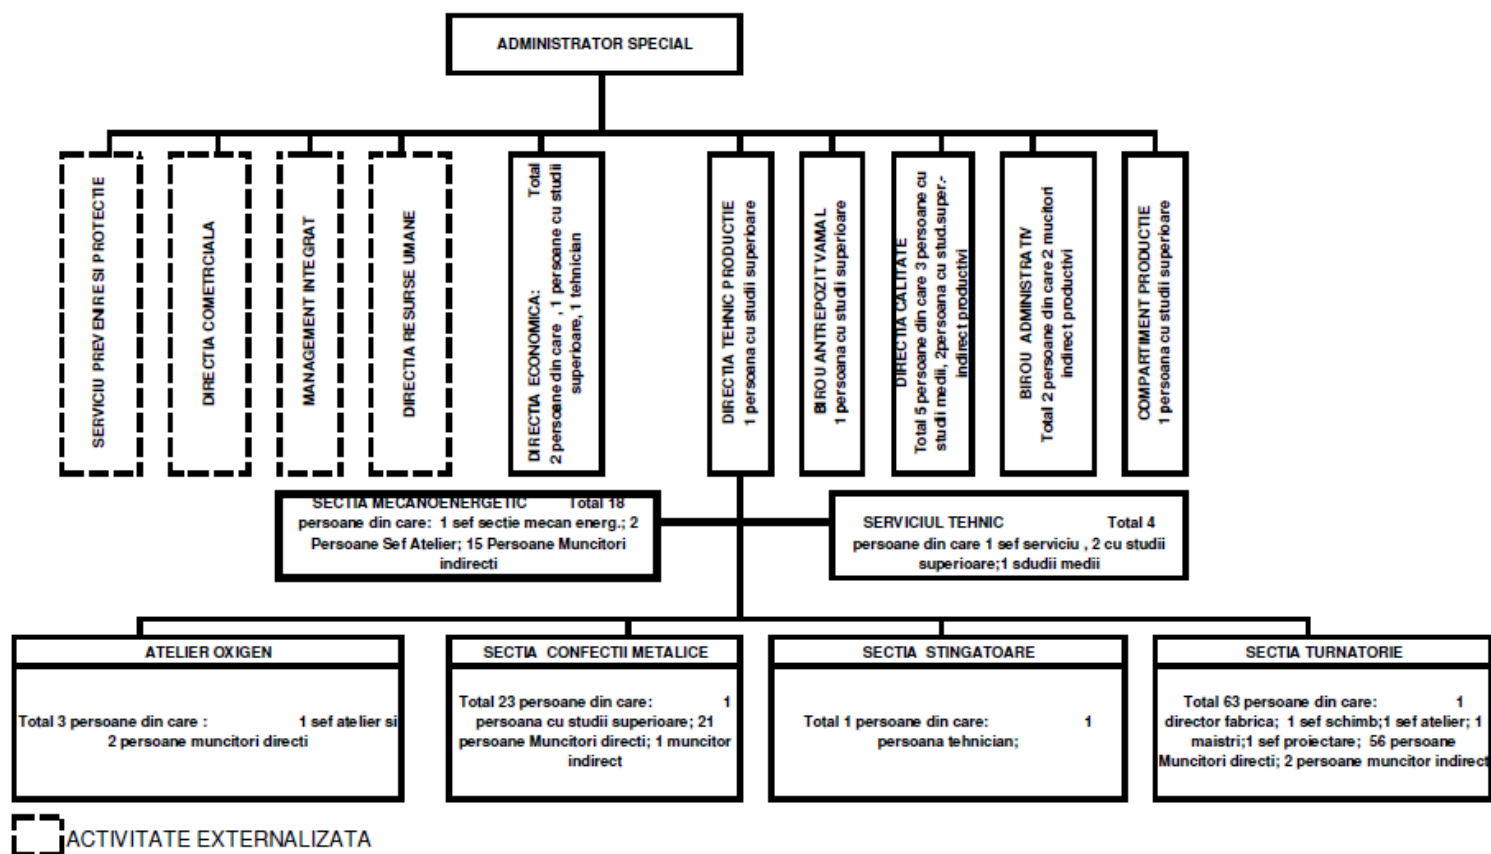 ADMINISTRATOR SPECIAL
SERVICIU PREVENIRE SI PROTECTIE
DIRECTIA COMETRCIALA
MANAGEMENT INTEGRAT
DIRECTIA RESURSE UMANE
DIRECTIA ECONOMICA: Total
2 persoane din care , 1 persoane cu studii
superioare, 1 tehnician
DIRECTIA TEHNIC PRODUCTIE
1 persoana cu studii superioare
BIROU ANTREPOZIT VAMAL
1 persoana cu studii superioare
DIRECTIA CALITATE
Total 5 persoane din care 3 persoane cu
studii medii, 2persoana cu stud.super.-
indirect productivi
BIROU ADMINISTRATIV
Total 2 persoane din care 2 mucitori
indirect productivi
COMPARTIMENT PRODUCTIE
1 persoana cu studii superioare
SECTIA MECANOENERGETIC Total 18
persoane din care: 1 sef sectie mecan energ.; 2
Persoane Sef Atelier; 15 Persoane Muncitori
indirecti
SERVICIUL TEHNIC Total 4
persoane din care 1 sef serviciu , 2 cu studii
superioare;1 sdudii medii
ATELIER OXIGEN
Total 3 persoane din care : 1 sef atelier si
2 persoane muncitori directi
SECTIA CONFECTII METALICE
Total 23 persoane din care: 1
persoana cu studii superioare; 21
persoane Muncitori directi; 1 muncitor
indirect
SECTIA STINGATOARE
Total 1 persoana din care: 1
persoana tehnician;
SECTIA TURNATORIE
Total 63 persoane din care: 1
director fabrica; 1 sef schimb;1 sef atelier; 1
maistri;1 sef proiectare; 56 persoane
Muncitori directi; 2 persoane muncitor indirect
ACTIVITATE EXTERNALIZATA